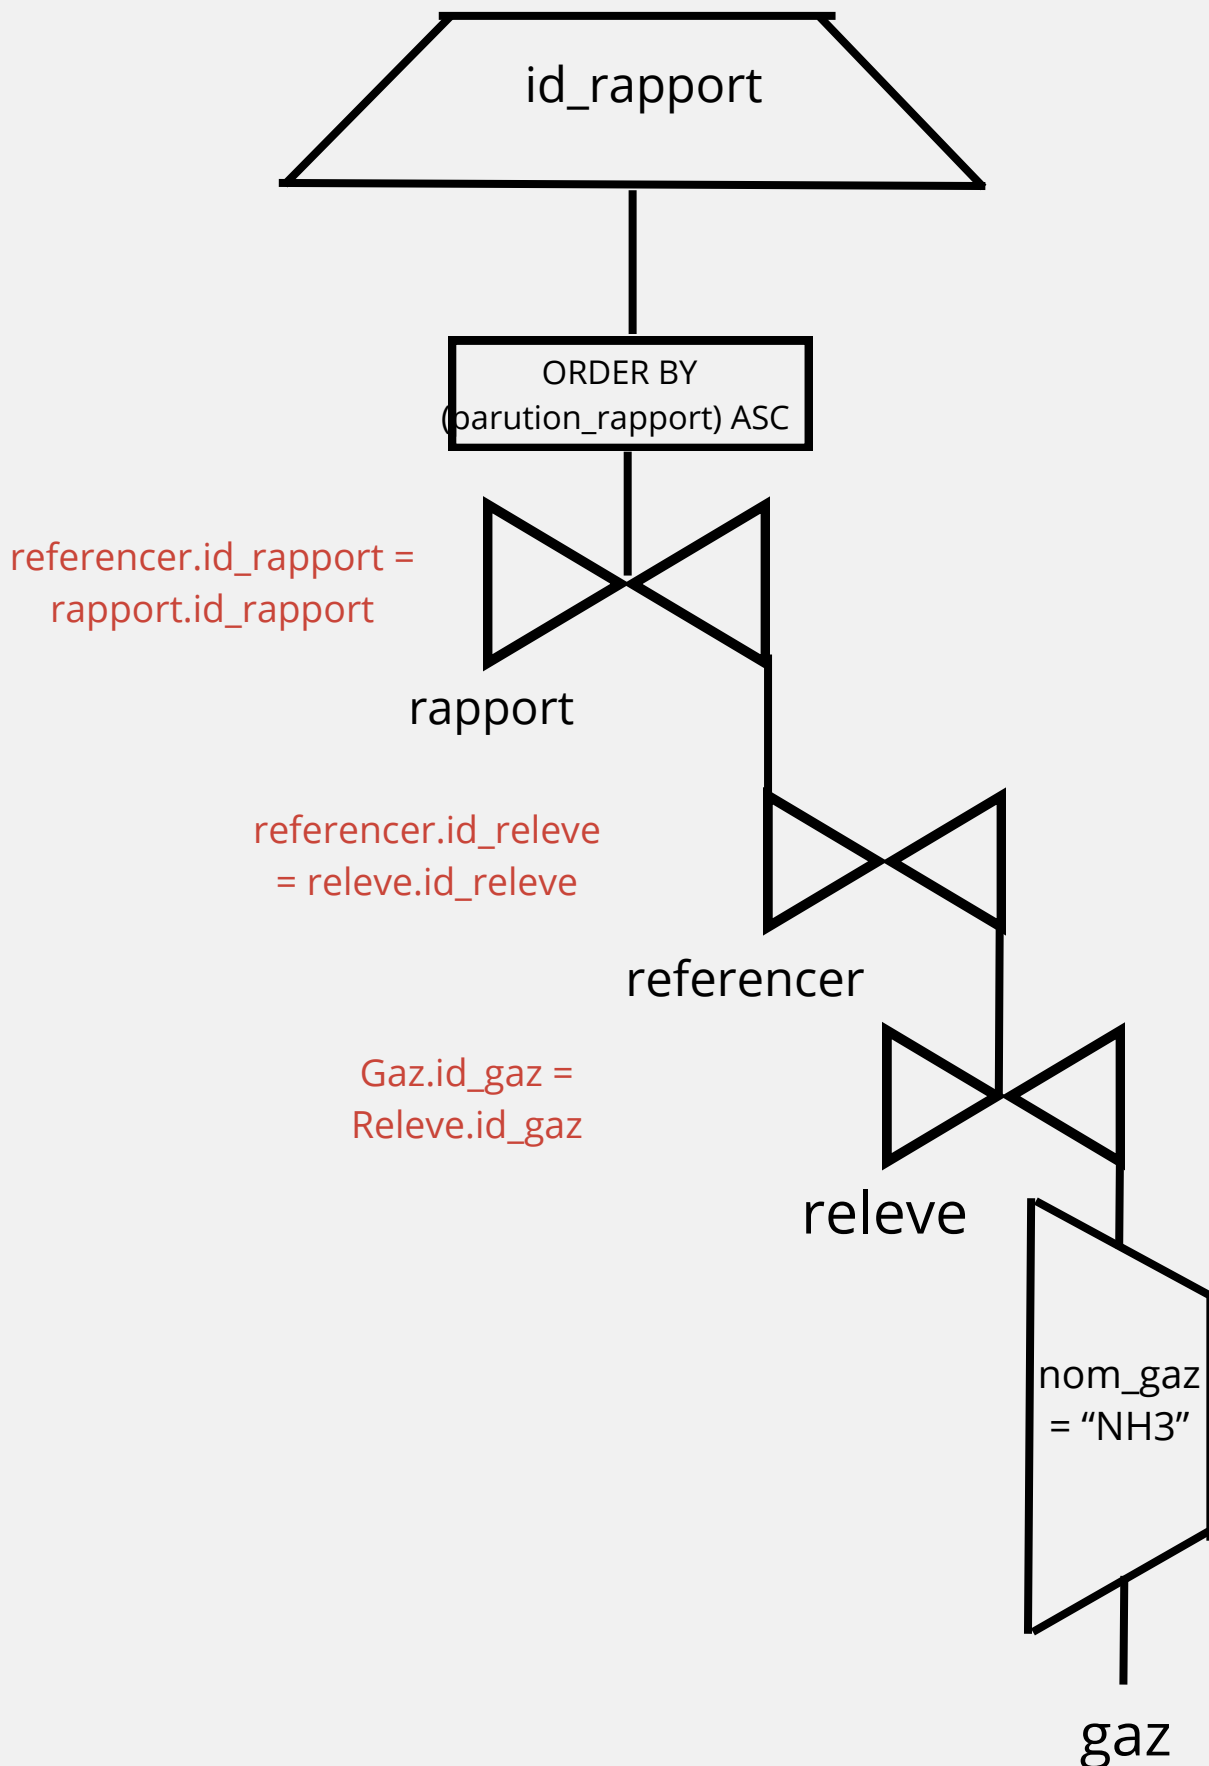 id_rapport
ORDER BY
(parution_rapport) ASC
referencer.id_rapport =
rapport.id_rapport
rapport
referencer.id_releve
= releve.id_releve
referencer
Gaz.id_gaz =
Releve.id_gaz
releve
nom_gaz
= “NH3”
gaz